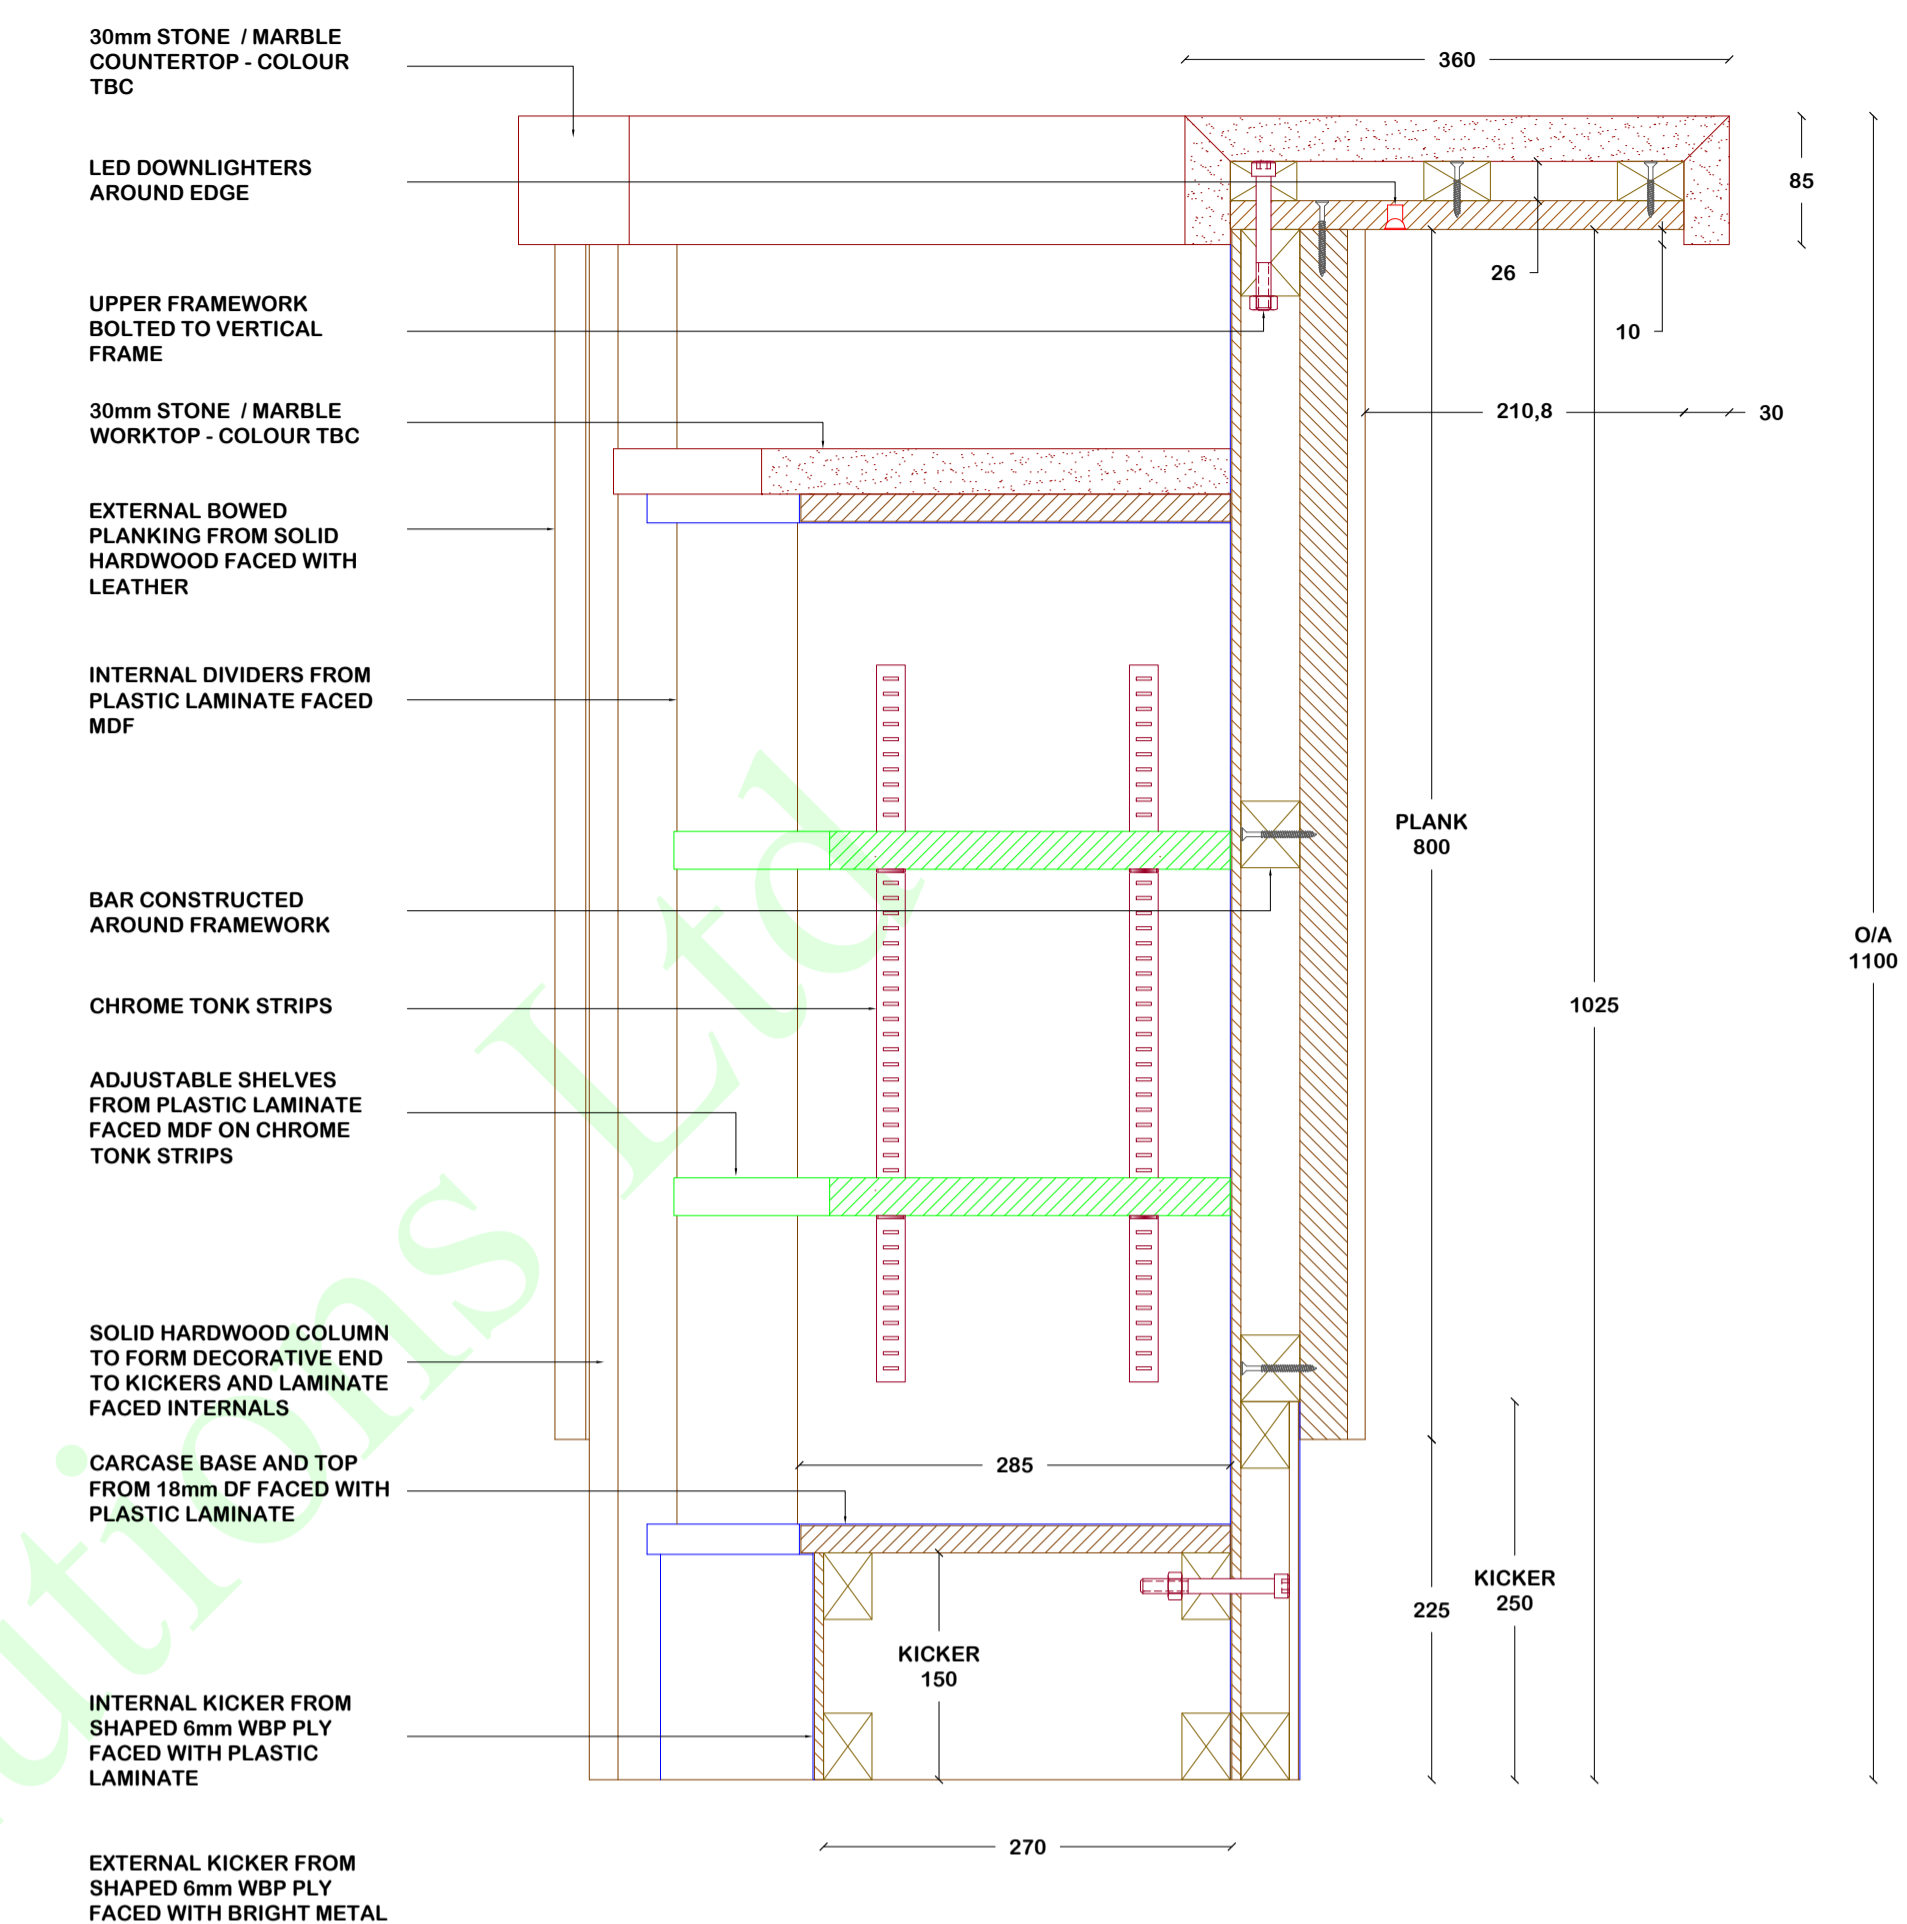 30mm STONE / MARBLE
COUNTERTOP - COLOUR
TBC
LED DOWNLIGHTERS
AROUND EDGE
UPPER FRAMEWORK
BOLTED TO VERTICAL
FRAME
30mm STONE / MARBLE
WORKTOP - COLOUR TBC
EXTERNAL BOWED
PLANKING FROM SOLID
HARDWOOD FACED WITH
LEATHER
INTERNAL DIVIDERS FROM
PLASTIC LAMINATE FACED
MDF
BAR CONSTRUCTED
AROUND FRAMEWORK
CHROME TONK STRIPS
ADJUSTABLE SHELVES
FROM PLASTIC LAMINATE
FACED MDF ON CHROME
TONK STRIPS
SOLID HARDWOOD COLUMN
TO FORM DECORATIVE END
TO KICKERS AND LAMINATE
FACED INTERNALS
CARCASE BASE AND TOP
FROM 18mm DF FACED WITH
PLASTIC LAMINATE
INTERNAL KICKER FROM
SHAPED 6mm WBP PLY
FACED WITH PLASTIC
LAMINATE
EXTERNAL KICKER FROM
SHAPED 6mm WBP PLY
FACED WITH BRIGHT METAL
360
85
26
10
210,8
30
PLANK
800
O/A
1100
1025
285
KICKER
250
225
KICKER
150
270
utions Ltd